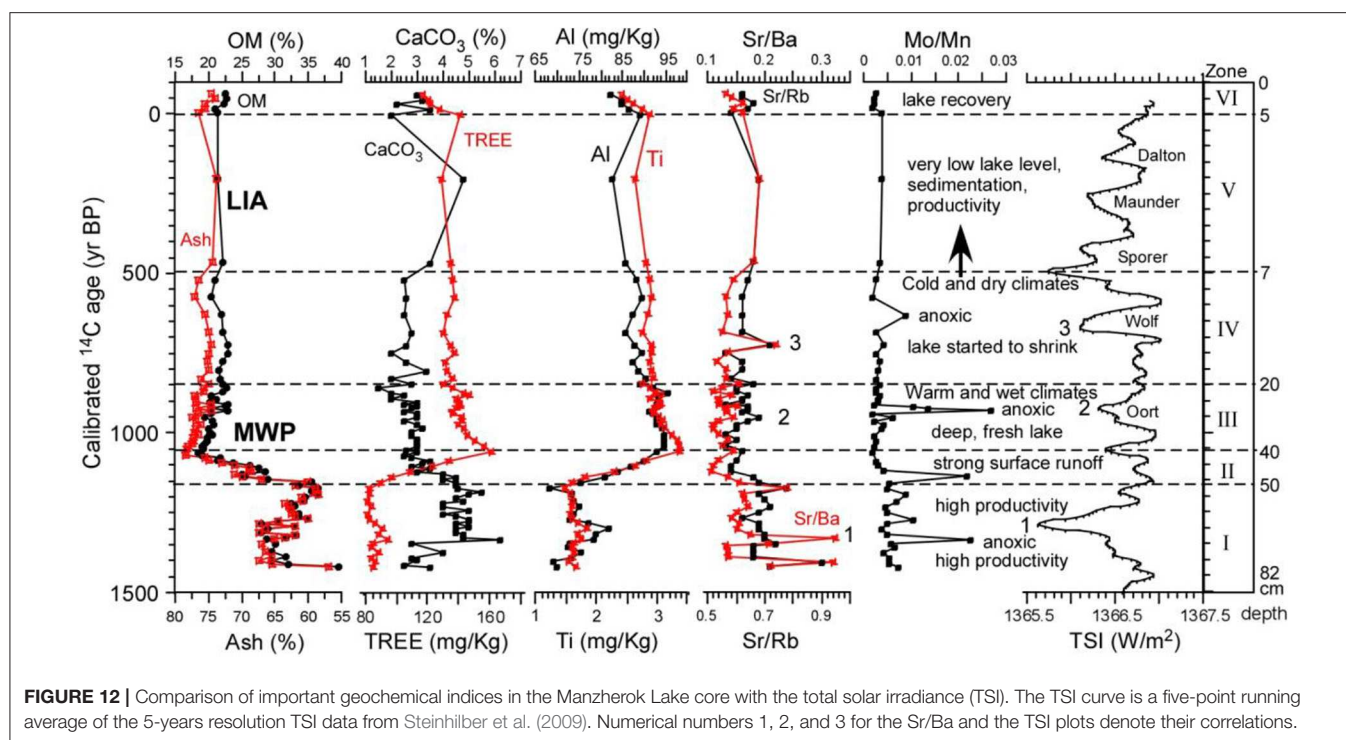 OM (%) CaCO3 (%) Al (mg/Kg) Sr/Ba Mo/Mn
15 20 25 30 35 40 1 2 3 4 5 6 7 65 75 85 95 0.1 0.2 0.3 0 0.01 0.02 0.03 Zone
0
OM Sr/Rb lake recovery VI
0 5
TREE
CaCO3 Al Ti very low lake level, Dalton
sedimentation,
LIA productivity V
Maunder
Ash
Sporer
500 7
Cold and dry climates
anoxic Wolf
3 IV
3 lake started to shrink
20
Warm and wet climates
anoxic 2 Oort
2 III
1000 MWP deep, fresh lake
40
strong surface runoff II
50
high productivity
Sr/Ba 1
1 anoxic I
high productivity
82
cm
1500
80 75 70 65 60 55 80 120 160 1 2 3 0.5 0.7 0.9 1365.5 1366.5 1367.5 depth
Ash (%) TREE (mg/Kg) Ti (mg/Kg) Sr/Rb TSI (W/m2)
Calibrated 14C age (yr BP)
FIGURE 12 | Comparison of important geochemical indices in the Manzherok Lake core with the total solar irradiance (TSI). The TSI curve is a five-point running
average of the 5-years resolution TSI data from Steinhilber et al. (2009). Numerical numbers 1, 2, and 3 for the Sr/Ba and the TSI plots denote their correlations.